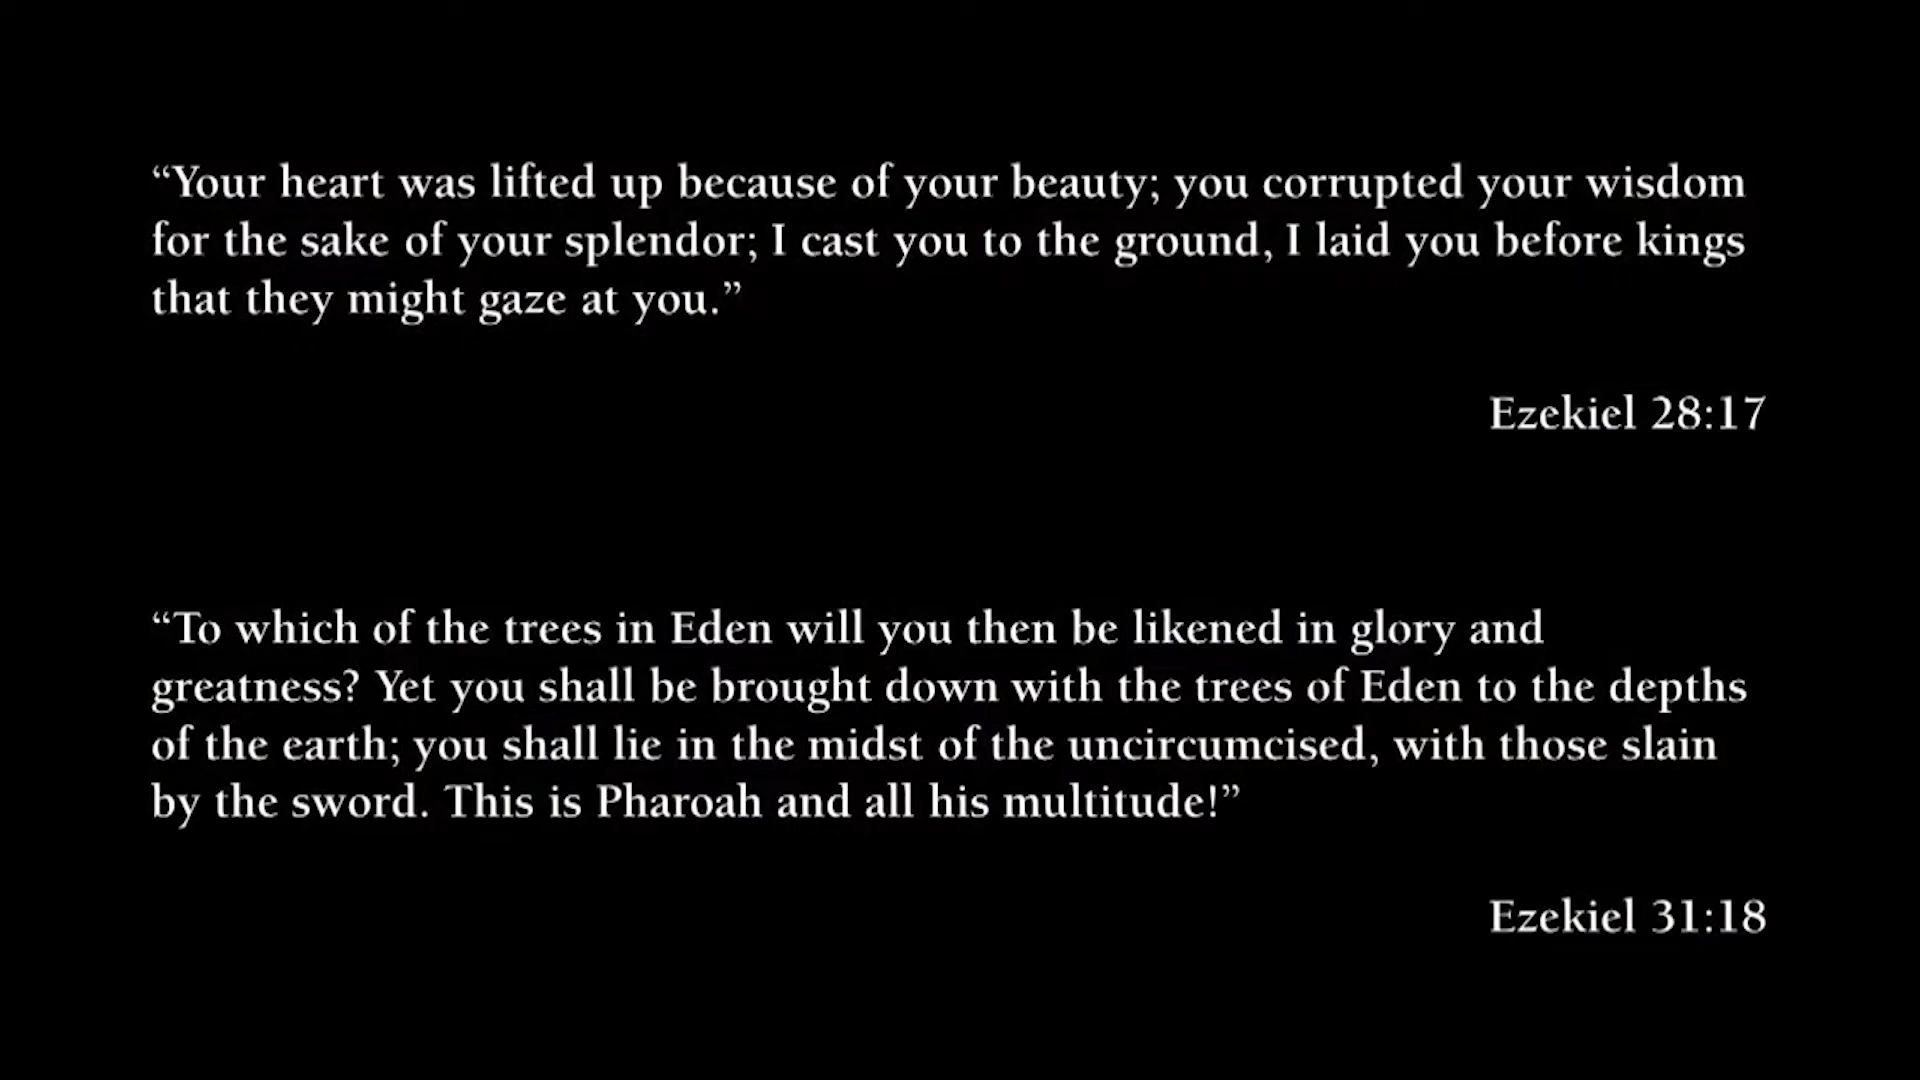 “Your heart was lifted up because of your beauty; you corrupted your wisdom
for the sake of your splendor; I cast you to the ground, I laid you before kings
that they might gaze at you.”
Ezekiel 28:17
“To which of the trees in Eden will you then be likened in glory and
greatness? Yet you shall be brought down with the trees of Eden to the depths
of the earth; you shall lie in the midst of the uncircumcised, with those slain
by the sword. This is Pharoah and all his multitude!”
Ezekiel 31:18